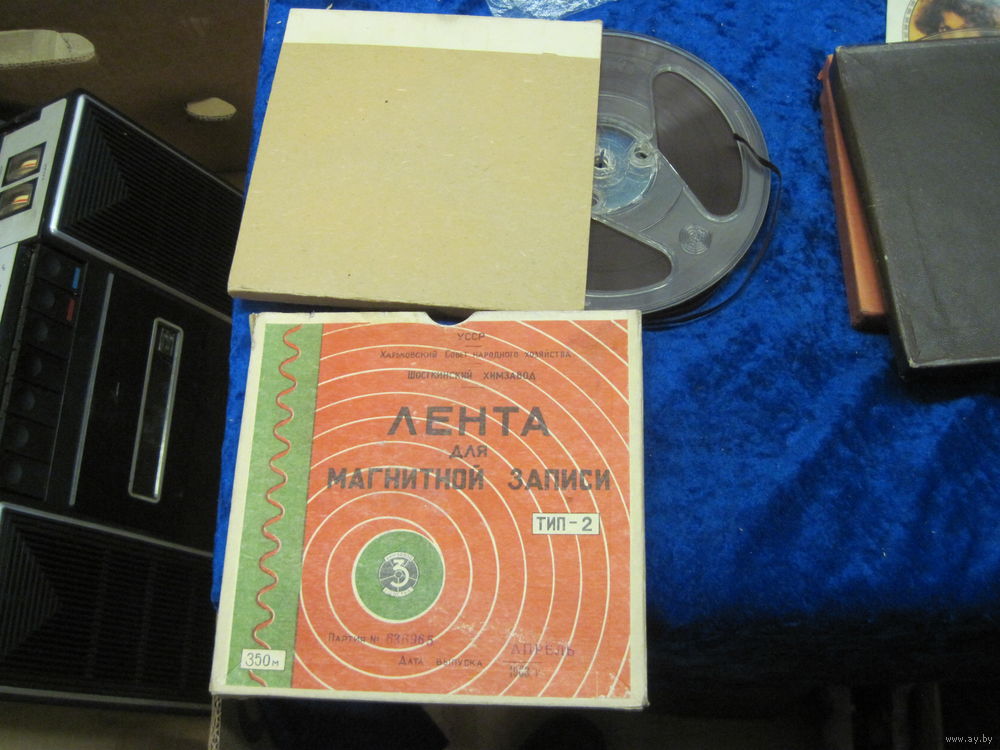 УССР
Харьковский Совет народного хозяйства
Шосткинский химзавод
ЛЕНТА
для
МАГНИТНОЙ ЗАПИСИ
ТИП-2
З
Партия № 636965
АПРЕЛЬ
Дата выпуска
350м
www.ay.by